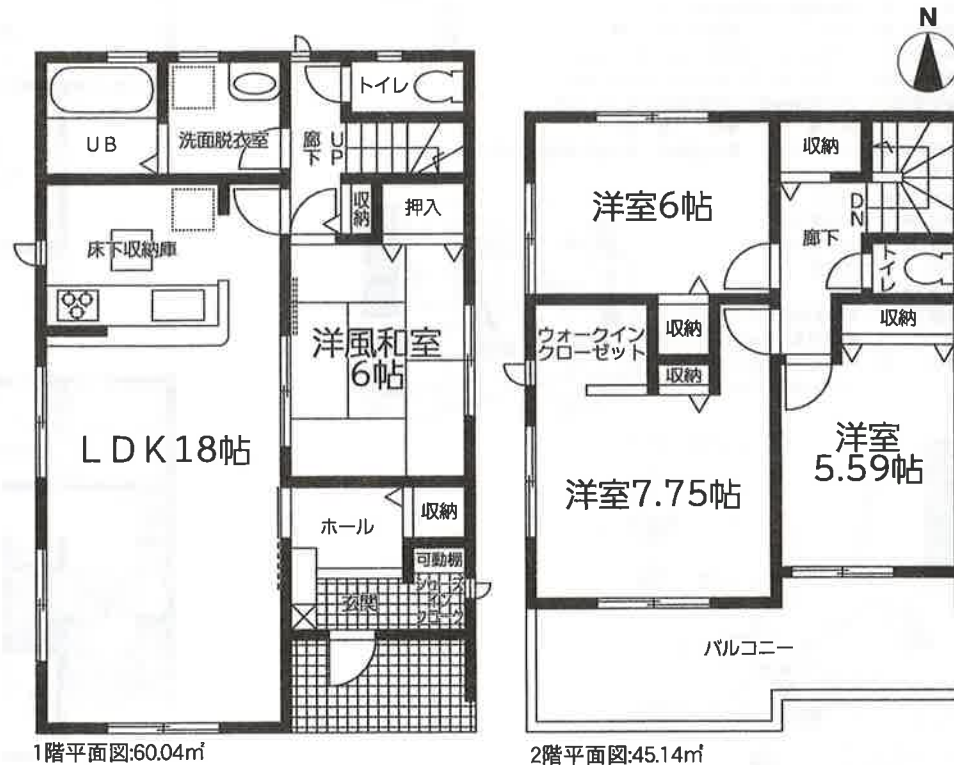 N
トイレ
UB
洗面脱衣室
廊下
UP
収納
押入
床下収納庫
洋風和室
6帖
LDK18帖
ホール
収納
可動棚
シューズ
イン
クローク
玄関
1階平面図:60.04㎡
洋室6帖
収納
DN
廊下
トイレ
ウォークイン
クローゼット
収納
収納
収納
洋室
5.59帖
洋室7.75帖
バルコニー
2階平面図:45.14㎡